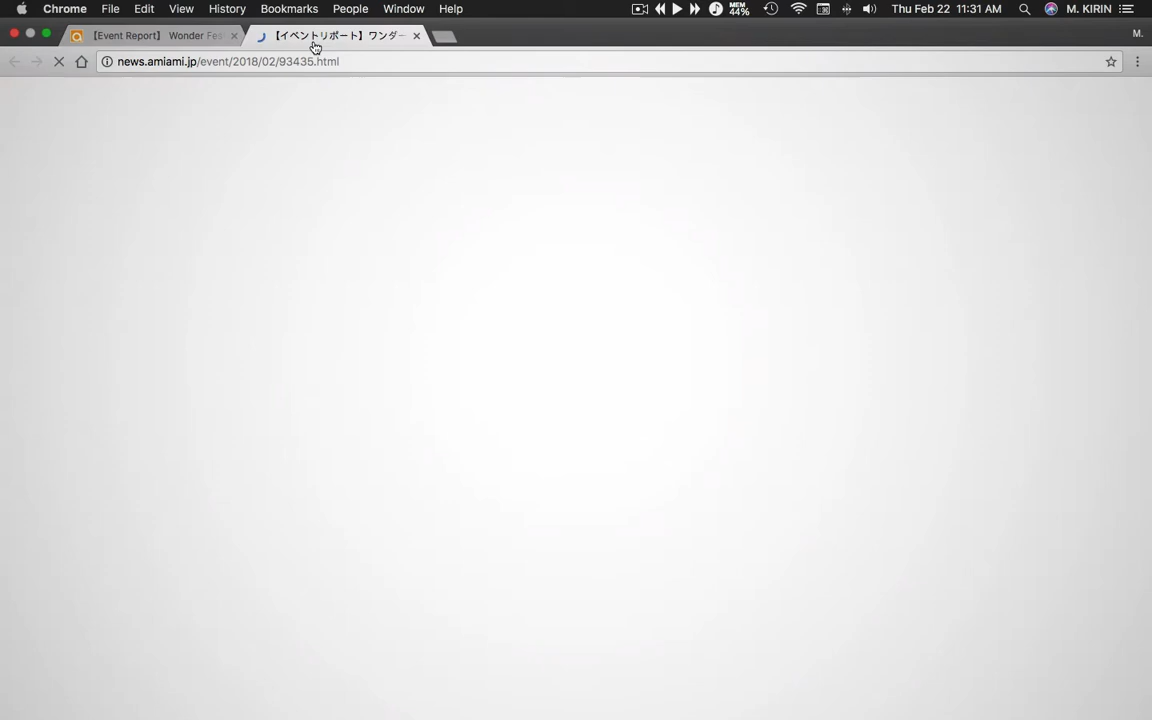 Chrome File Edit View History Bookmarks People Window Help MEM 44% Thu Feb 22 11:31 AM M. KIRIN
【Event Report】 Wonder Fes 【イベントリポート】ワンダー M.
news.amiami.jp/event/2018/02/93435.html